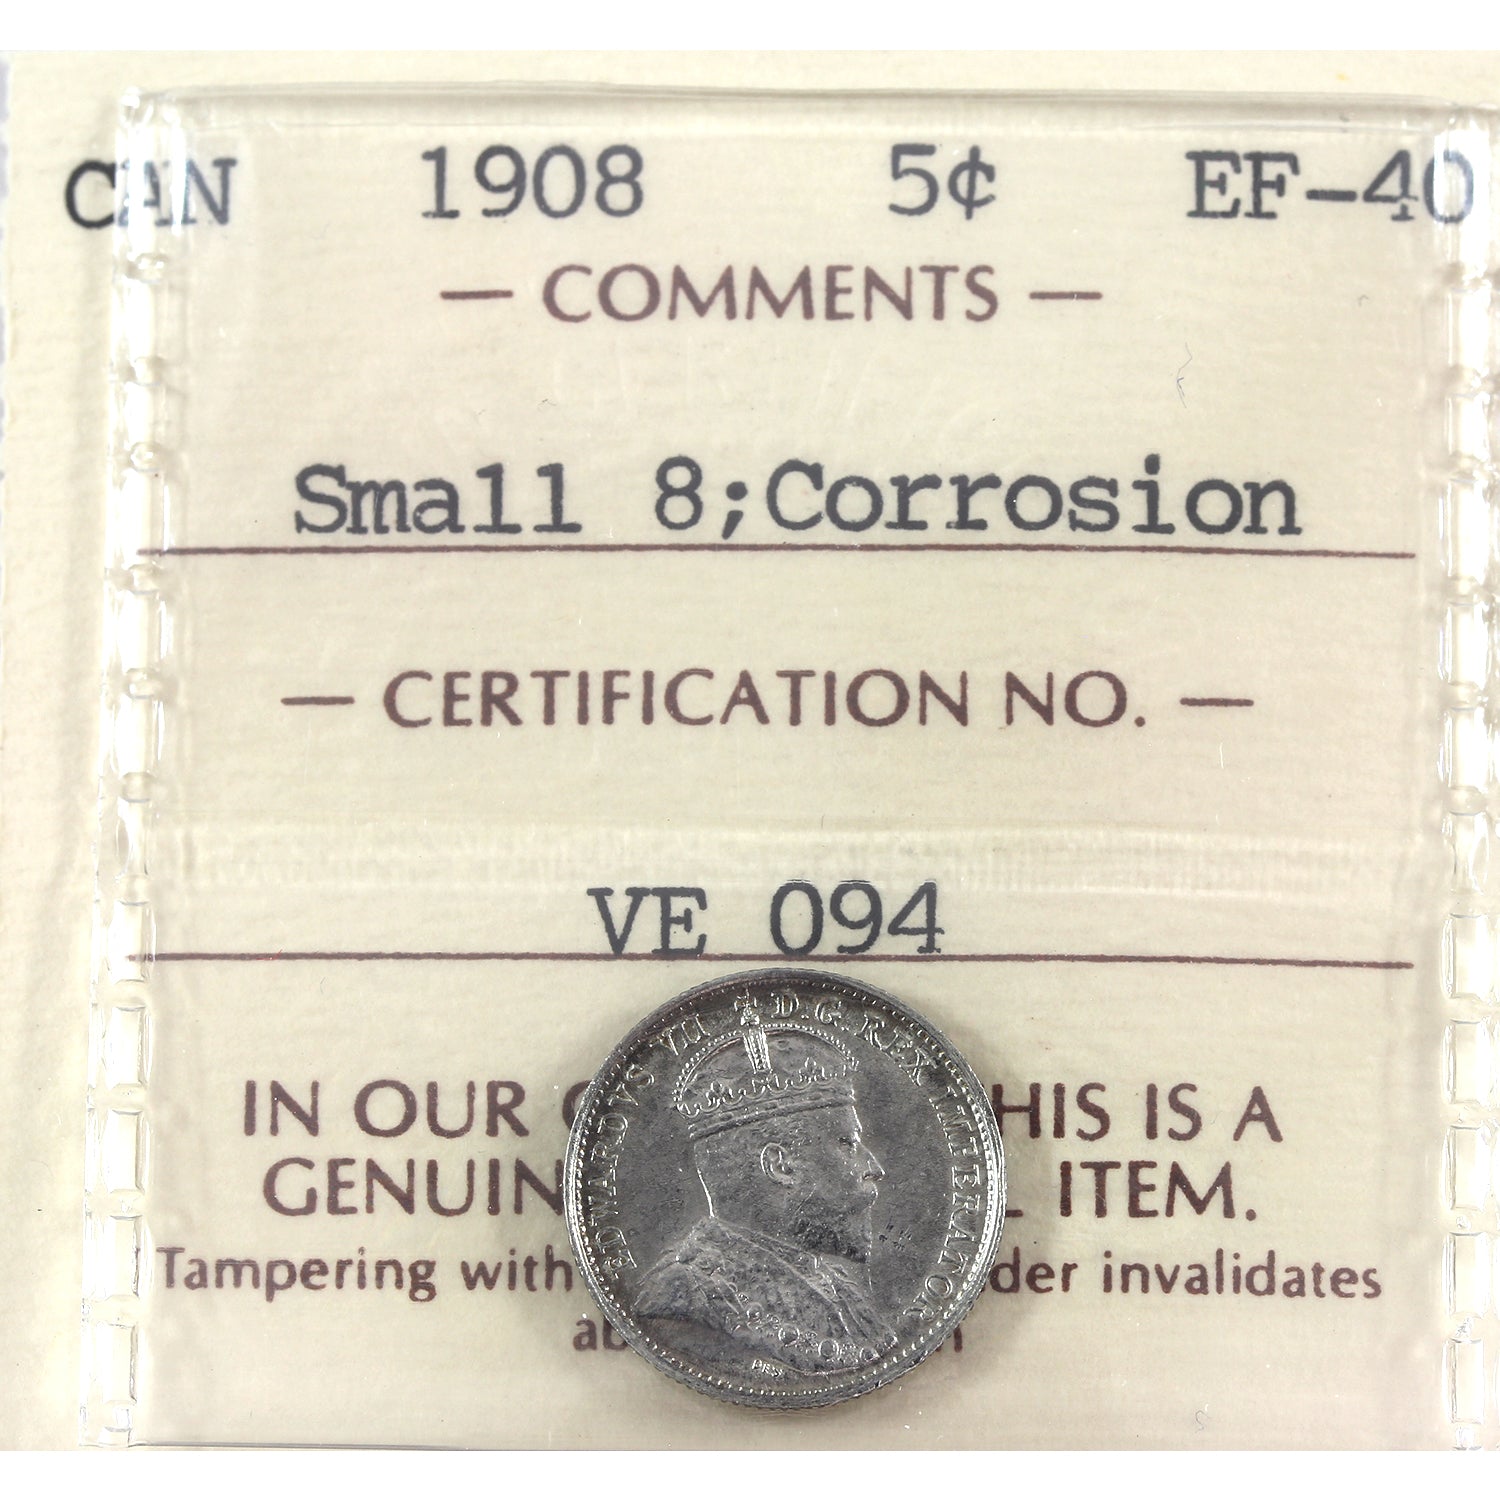 CAN 1908 5¢ EF-40
— COMMENTS —
Small 8;Corrosion
— CERTIFICATION NO. —
VE 094
IN OUR HIS IS A
GENUIN ITEM.
Tampering with der invalidates
EDWARDVS VII D.G. REX IMPERATOR
DES